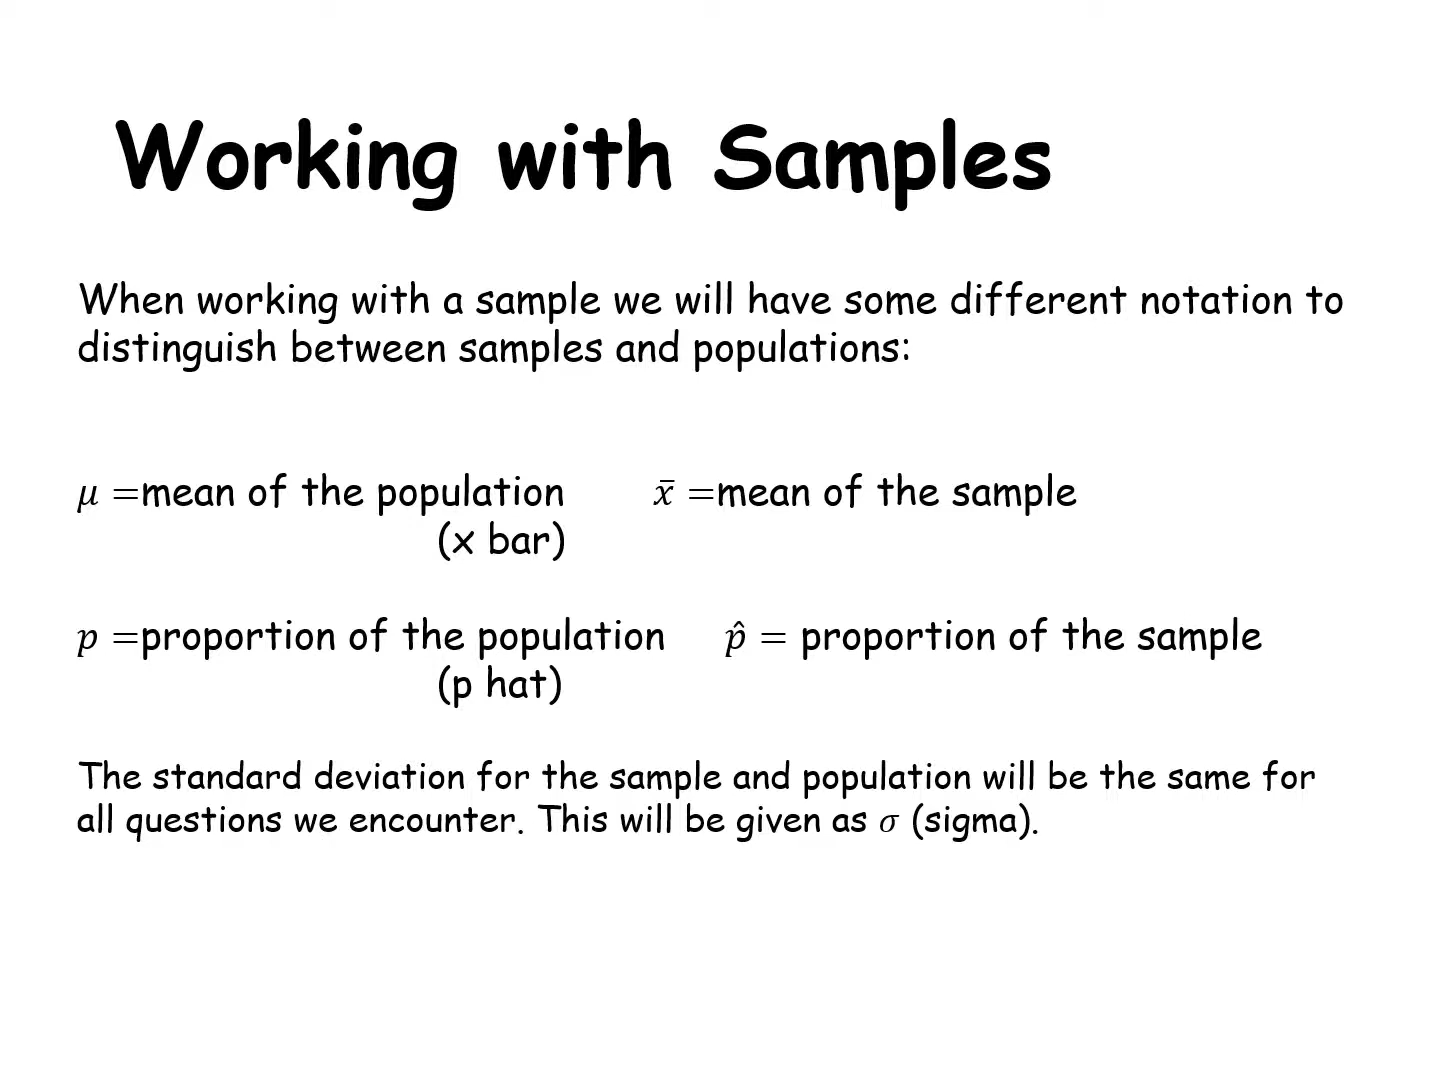 Working with Samples
When working with a sample we will have some different notation to
distinguish between samples and populations:
μ =mean of the population x̄ =mean of the sample
(x bar)
p =proportion of the population p̂ = proportion of the sample
(p hat)
The standard deviation for the sample and population will be the same for
all questions we encounter. This will be given as σ (sigma).